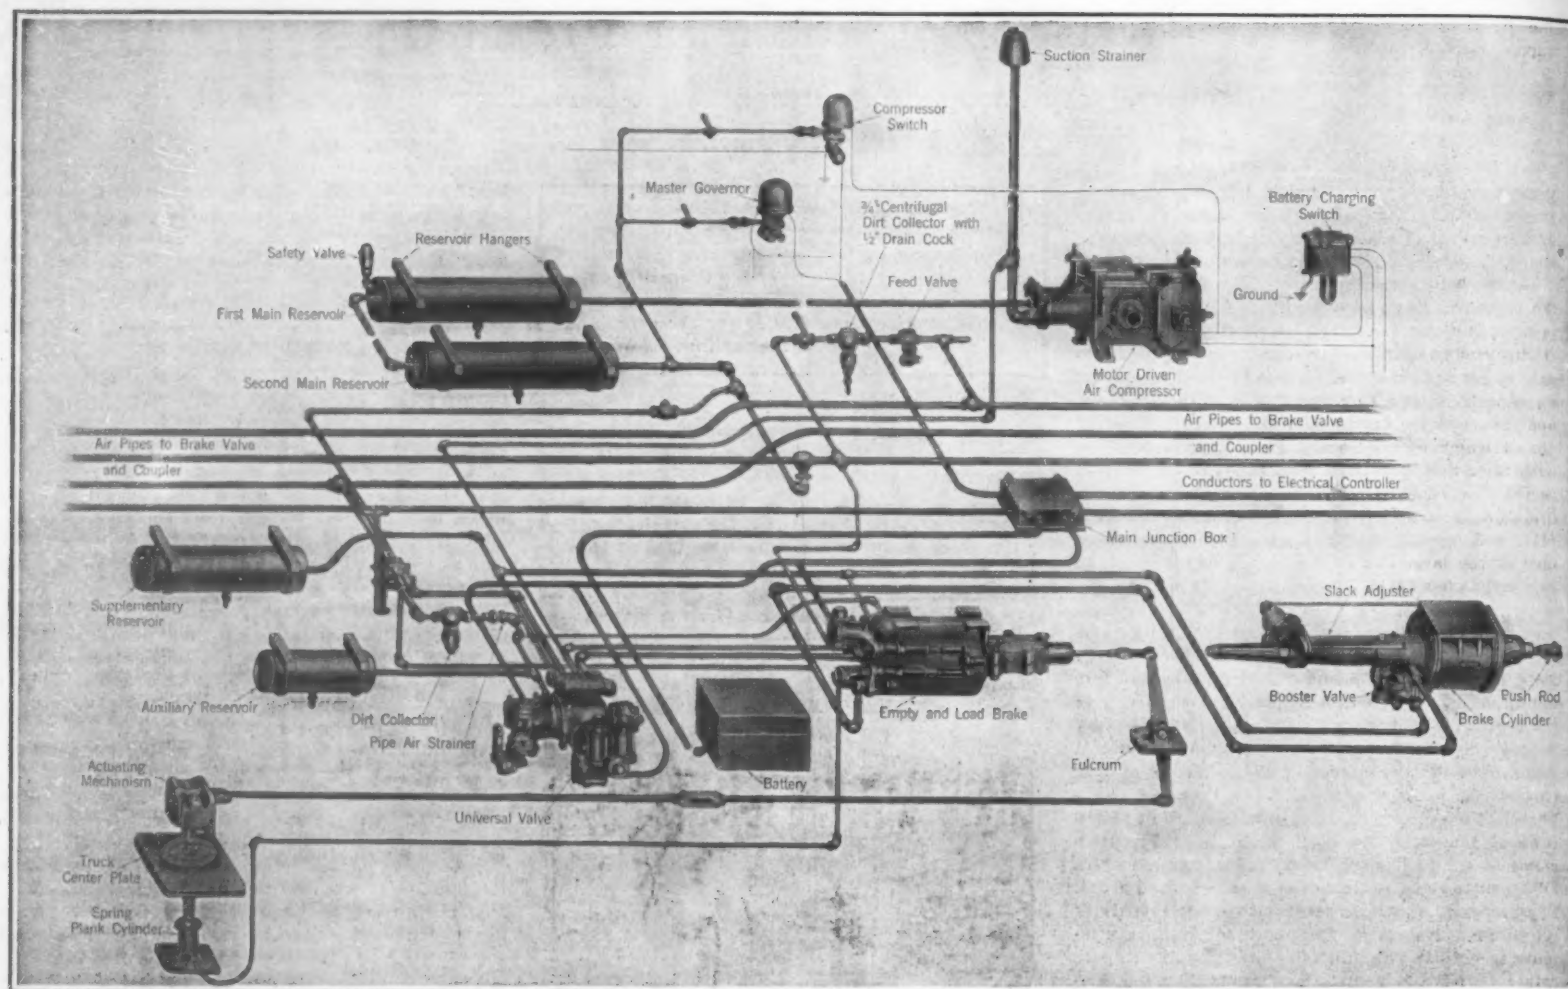 Suction Strainer
Compressor
Switch
Master Governor
¾" Centrifugal
Dirt Collector with
½" Drain Cock
Battery Charging
Switch
Safety Valve
Reservoir Hangers
Feed Valve
Ground
First Main Reservoir
Second Main Reservoir
Motor Driven
Air Compressor
Air Pipes to Brake Valve
and Coupler
Air Pipes to Brake Valve
and Coupler
Conductors to Electrical Controller
Main Junction Box
Supplementary
Reservoir
Slack Adjuster
Auxiliary Reservoir
Dirt Collector
Pipe Air Strainer
Empty and Load Brake
Booster Valve
Push Rod
Brake Cylinder
Actuating
Mechanism
Battery
Fulcrum
Universal Valve
Truck
Center Plate
Spring
Plank Cylinder